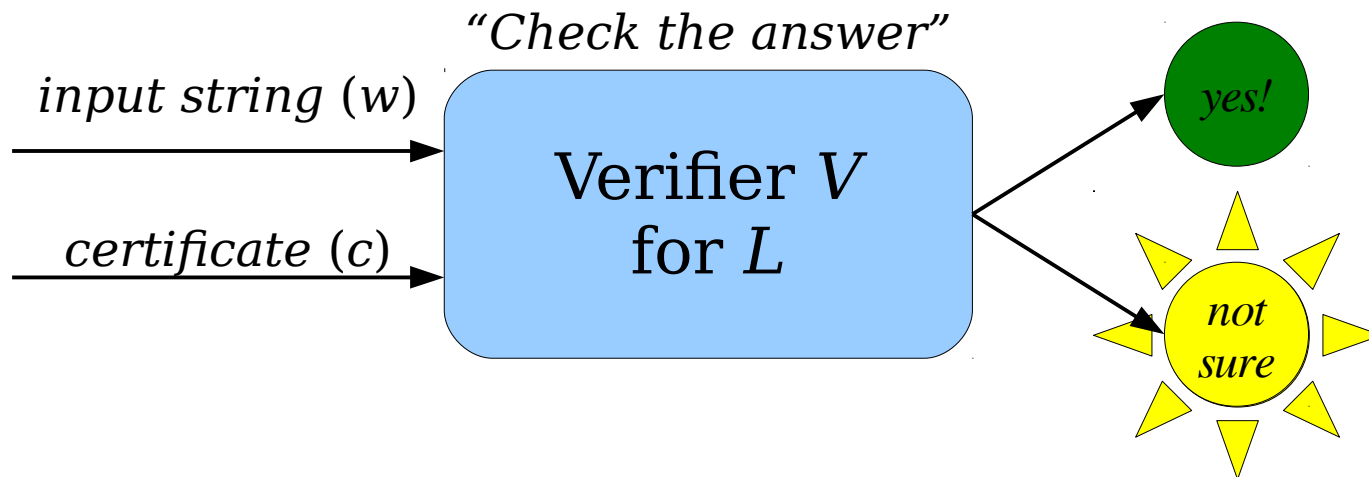 “Check the answer”
input string (w)
certificate (c)
Verifier V
for L
yes!
not
sure